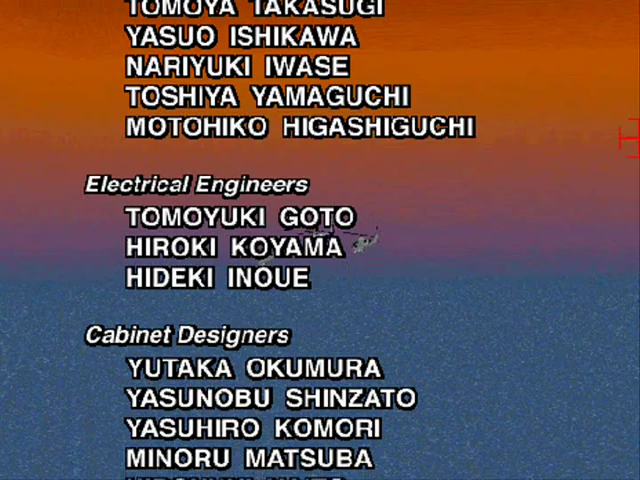 TOMOYA TAKASUGI
YASUO ISHIKAWA
NARIYUKI IWASE
TOSHIYA YAMAGUCHI
MOTOHIKO HIGASHIGUCHI
Electrical Engineers
TOMOYUKI GOTO
HIROKI KOYAMA
HIDEKI INOUE
Cabinet Designers
YUTAKA OKUMURA
YASUNOBU SHINZATO
YASUHIRO KOMORI
MINORU MATSUBA